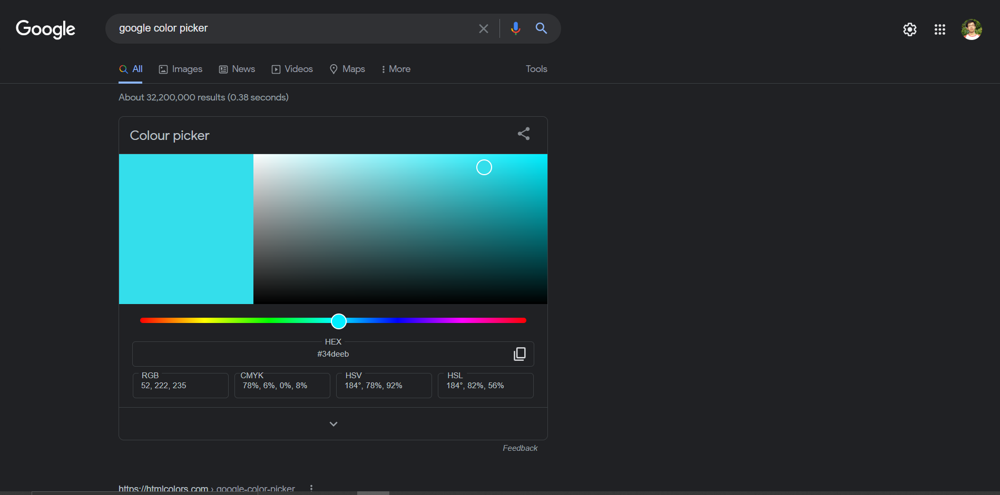 Google
google color picker
All Images News Videos Maps More Tools
About 32,200,000 results (0.38 seconds)
Colour picker
HEX
#34deeb
RGB
52, 222, 235
CMYK
78%, 6%, 0%, 8%
HSV
184°, 78%, 92%
HSL
184°, 82%, 56%
Feedback
https://htmlcolors.com › google-color-picker